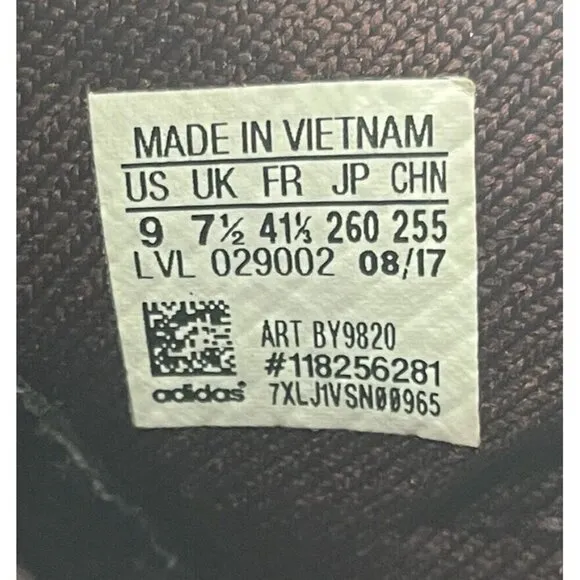 MADE IN VIETNAM
US UK FR JP CHN
9 7½ 41⅓ 260 255
LVL 029002 08/17
ART BY9820
#118256281
adidas 7XLJ1VSN00965